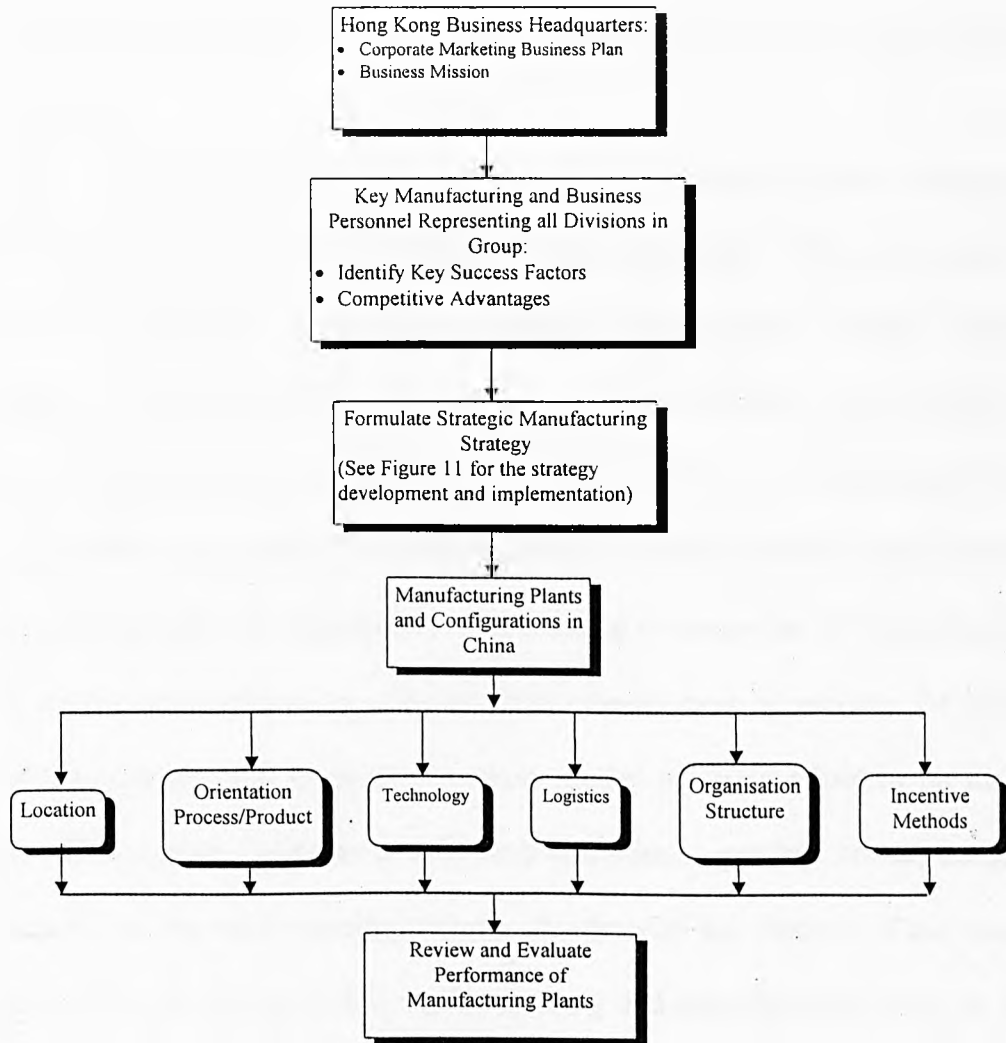 Hong Kong Business Headquarters:
• Corporate Marketing Business Plan
• Business Mission
Key Manufacturing and Business
Personnel Representing all Divisions in
Group:
• Identify Key Success Factors
• Competitive Advantages
Formulate Strategic Manufacturing
Strategy
(See Figure 11 for the strategy
development and implementation)
Manufacturing Plants
and Configurations in
China
Location
Orientation
Process/Product
Technology
Logistics
Organisation
Structure
Incentive
Methods
Review and Evaluate
Performance of
Manufacturing Plants